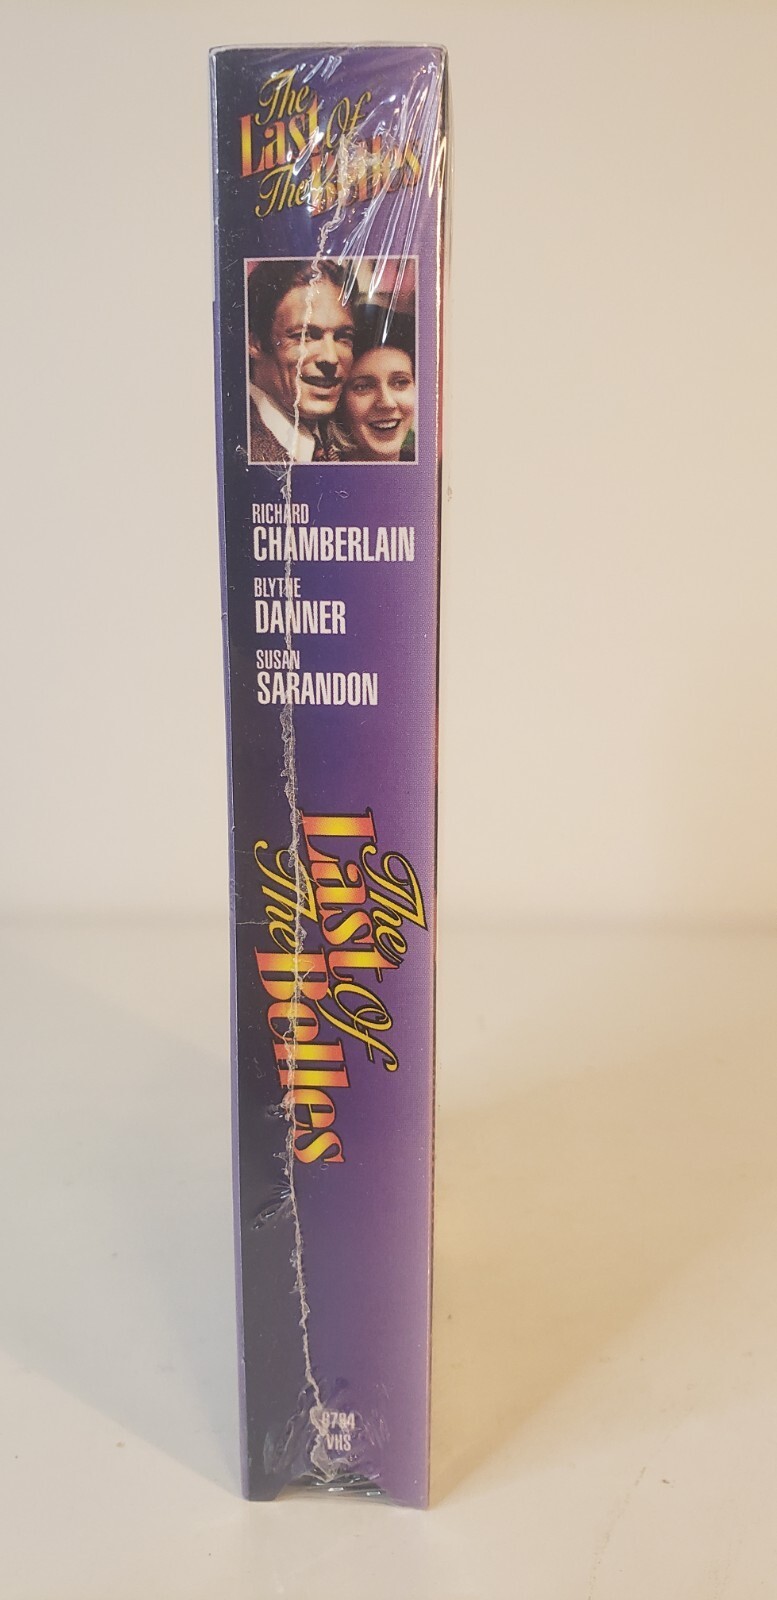 The
Last Of
The Belles
RICHARD
CHAMBERLAIN
BLYTHE
DANNER
SUSAN
SARANDON
The
Last Of
The Belles
VHS